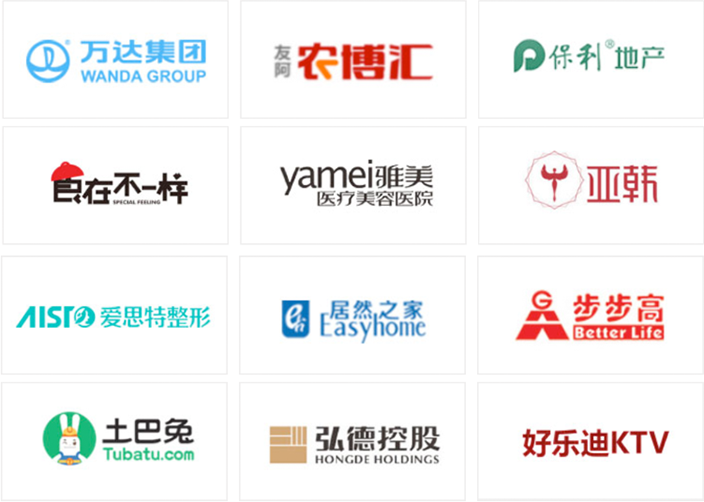 万达集团
WANDA GROUP
友阿
农博汇
保利®地产
食在不一样
SPECIAL FEELING
yamei雅美
医疗美容医院
亚韩
AIST 爱思特整形
居然之家
Easyhome
步步高
Better Life
土巴兔
Tubatu.com
弘德控股
HONGDE HOLDINGS
好乐迪KTV